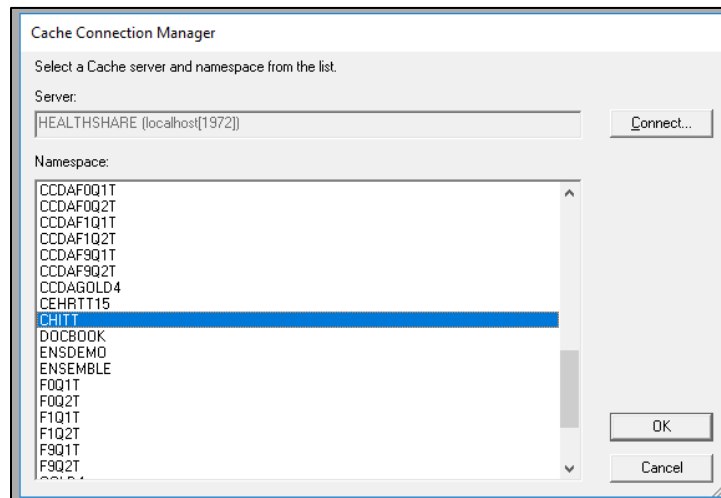 Cache Connection Manager
Select a Cache server and namespace from the list.
Server:
HEALTHSHARE (localhost[1972])
Connect...
Namespace:
CCDAF0Q1T
CCDAF0Q2T
CCDAF1Q1T
CCDAF1Q2T
CCDAF9Q1T
CCDAF9Q2T
CCDAGOLD4
CEHRTT15
CHITT
DOCBOOK
ENSDEMO
ENSEMBLE
F0Q1T
F0Q2T
F1Q1T
F1Q2T
F9Q1T
F9Q2T
OK
Cancel